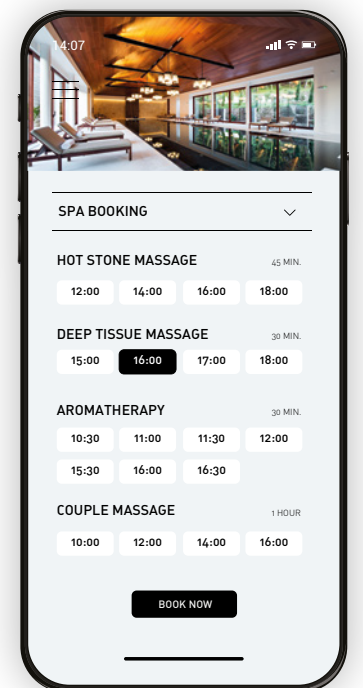 14:07
SPA BOOKING
HOT STONE MASSAGE 45 MIN.
12:00 14:00 16:00 18:00
DEEP TISSUE MASSAGE 30 MIN.
15:00 16:00 17:00 18:00
AROMATHERAPY 30 MIN.
10:30 11:00 11:30 12:00
15:30 16:00 16:30
COUPLE MASSAGE 1 HOUR
10:00 12:00 14:00 16:00
BOOK NOW